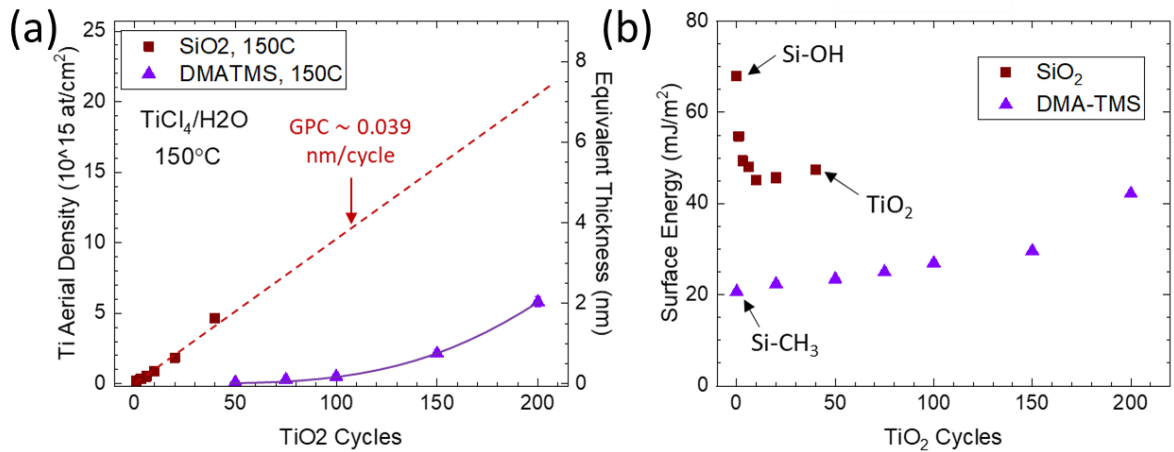 (a)
25
20
15
10
5
0
Ti Aerial Density (10^15 at/cm²)
SiO2, 150C
DMATMS, 150C
TiCl₄/H2O
150°C
GPC ~ 0.039
nm/cycle
8
6
4
2
0
Equivalent Thickness (nm)
0 50 100 150 200
TiO2 Cycles
(b)
80
60
40
20
0
Surface Energy (mJ/m²)
Si-OH
SiO₂
DMA-TMS
TiO₂
Si-CH₃
0 50 100 150 200
TiO₂ Cycles